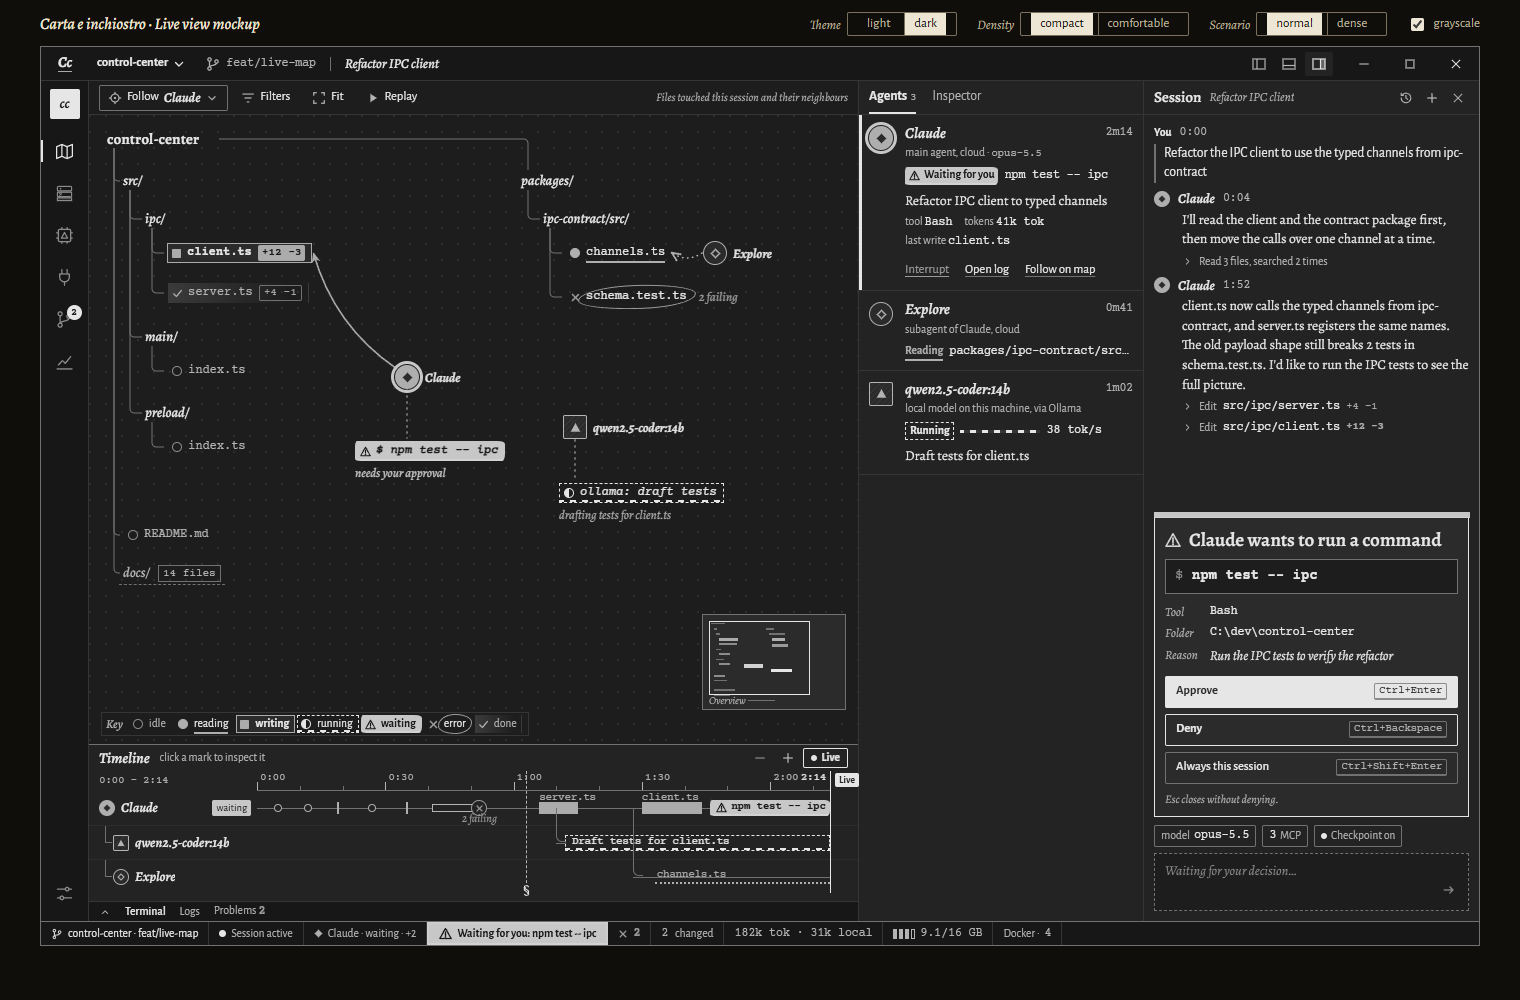 Carta e inchiostro · Live view mockup
Theme light dark Density compact comfortable Scenario normal dense grayscale
Cc control-center feat/live-map Refactor IPC client
cc
2
Follow Claude Filters Fit Replay Files touched this session and their neighbours
control-center
src/
packages/
ipc/
ipc-contract/src/
client.ts +12 -3
channels.ts
Explore
server.ts +4 -1
schema.test.ts 2 failing
main/
index.ts
Claude
preload/
qwen2.5-coder:14b
index.ts
$ npm test -- ipc
needs your approval
ollama: draft tests
drafting tests for client.ts
README.md
docs/ 14 files
Overview
Key idle reading writing running waiting error done
Timeline click a mark to inspect it Live
0:00 - 2:14 0:00 0:30 1:00 1:30 2:00 2:14 Live
Claude waiting 2 failing server.ts client.ts npm test -- ipc
qwen2.5-coder:14b Draft tests for client.ts
Explore channels.ts
§
Terminal Logs Problems 2
Agents 3 Inspector
Claude 2m14
main agent, cloud · opus-5.5
Waiting for you npm test -- ipc
Refactor IPC client to typed channels
tool Bash tokens 41k tok
last write client.ts
Interrupt Open log Follow on map
Explore 0m41
subagent of Claude, cloud
Reading packages/ipc-contract/src…
qwen2.5-coder:14b 1m02
local model on this machine, via Ollama
Running 38 tok/s
Draft tests for client.ts
Session Refactor IPC client
You 0:00
Refactor the IPC client to use the typed channels from ipc-
contract
Claude 0:04
I'll read the client and the contract package first,
then move the calls over one channel at a time.
Read 3 files, searched 2 times
Claude 1:52
client.ts now calls the typed channels from ipc-
contract, and server.ts registers the same names.
The old payload shape still breaks 2 tests in
schema.test.ts. I'd like to run the IPC tests to see the
full picture.
Edit src/ipc/server.ts +4 -1
Edit src/ipc/client.ts +12 -3
Claude wants to run a command
$ npm test -- ipc
Tool Bash
Folder C:\dev\control-center
Reason Run the IPC tests to verify the refactor
Approve Ctrl+Enter
Deny Ctrl+Backspace
Always this session Ctrl+Shift+Enter
Esc closes without denying.
model opus-5.5 3 MCP Checkpoint on
Waiting for your decision…
control-center · feat/live-map Session active Claude · waiting · +2 Waiting for you: npm test -- ipc 2 2 changed 182k tok · 31k local 9.1/16 GB Docker · 4